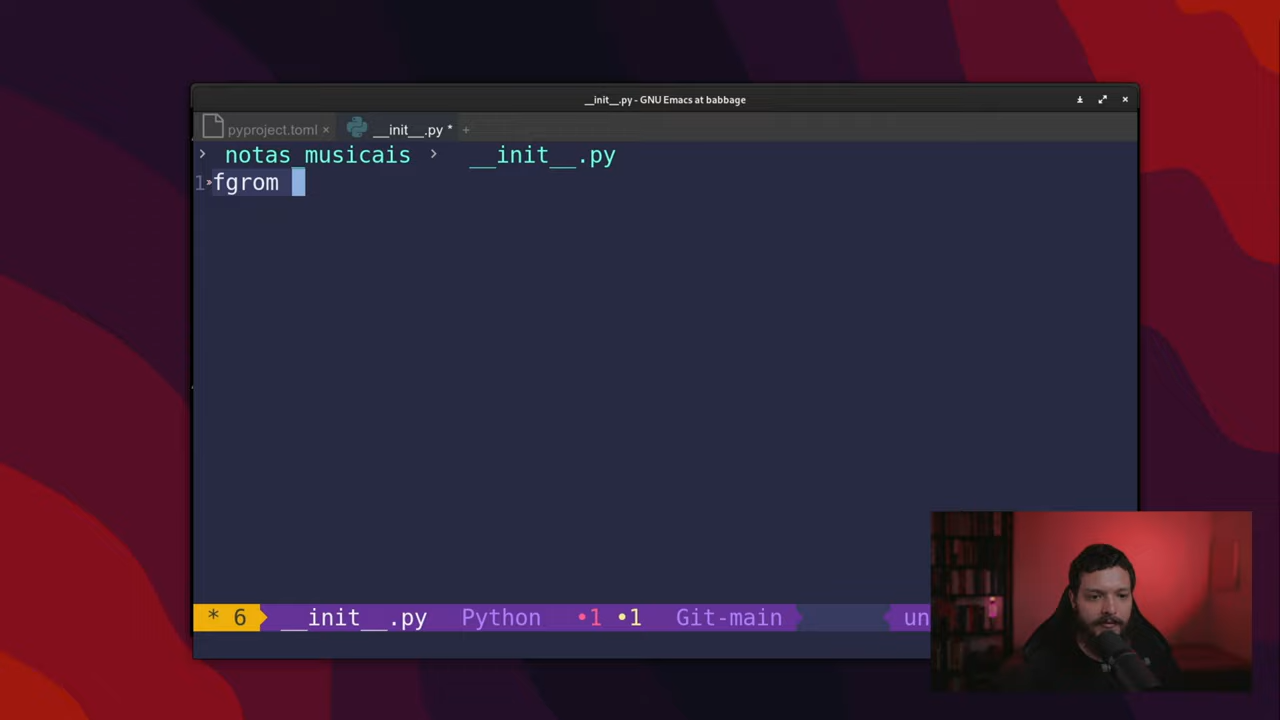 __init__.py - GNU Emacs at babbage
pyproject.toml × __init__.py * +
> notas_musicais > __init__.py
1 fgrom
* 6 __init__.py Python •1 •1 Git-main un